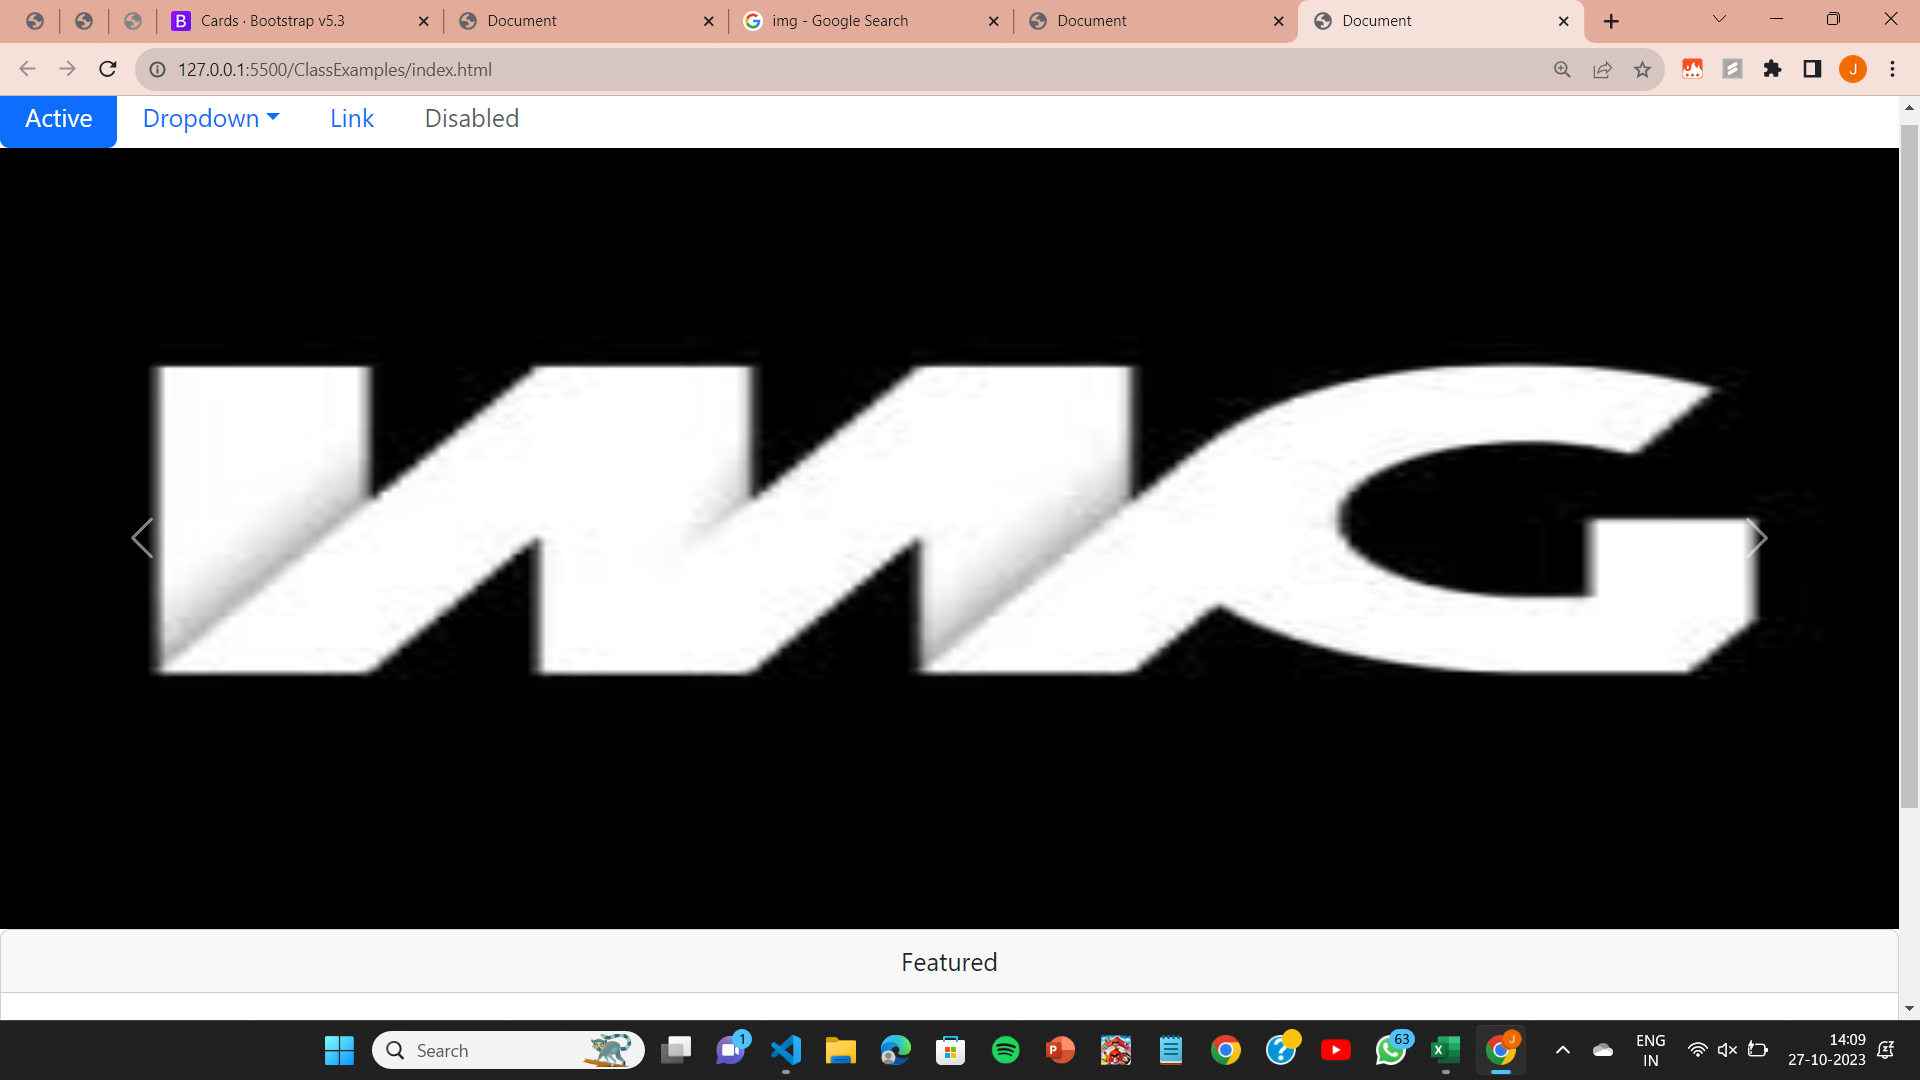 Cards · Bootstrap v5.3
Document
img - Google Search
Document
Document
127.0.0.1:5500/ClassExamples/index.html
J
Active
Dropdown
Link
Disabled
IMG
Featured
Search
1
63
J
ENG
IN
14:09
27-10-2023